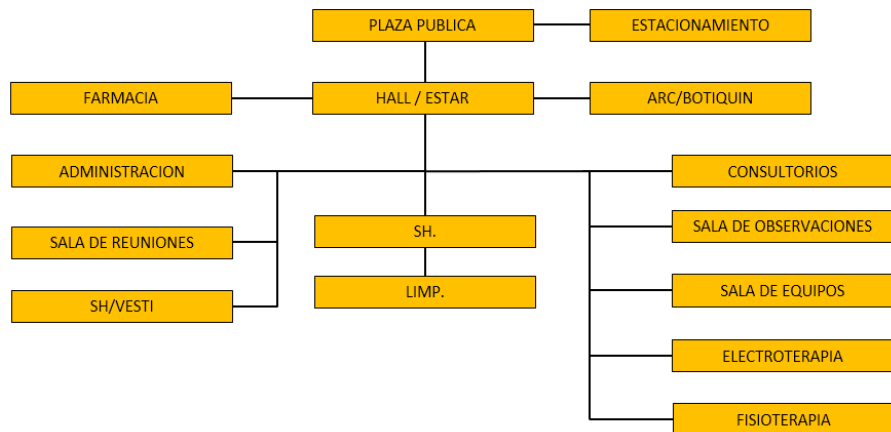 PLAZA PUBLICA
ESTACIONAMIENTO
FARMACIA
HALL / ESTAR
ARC/BOTIQUIN
ADMINISTRACION
CONSULTORIOS
SALA DE REUNIONES
SH.
SALA DE OBSERVACIONES
SH/VESTI
LIMP.
SALA DE EQUIPOS
ELECTROTERAPIA
FISIOTERAPIA